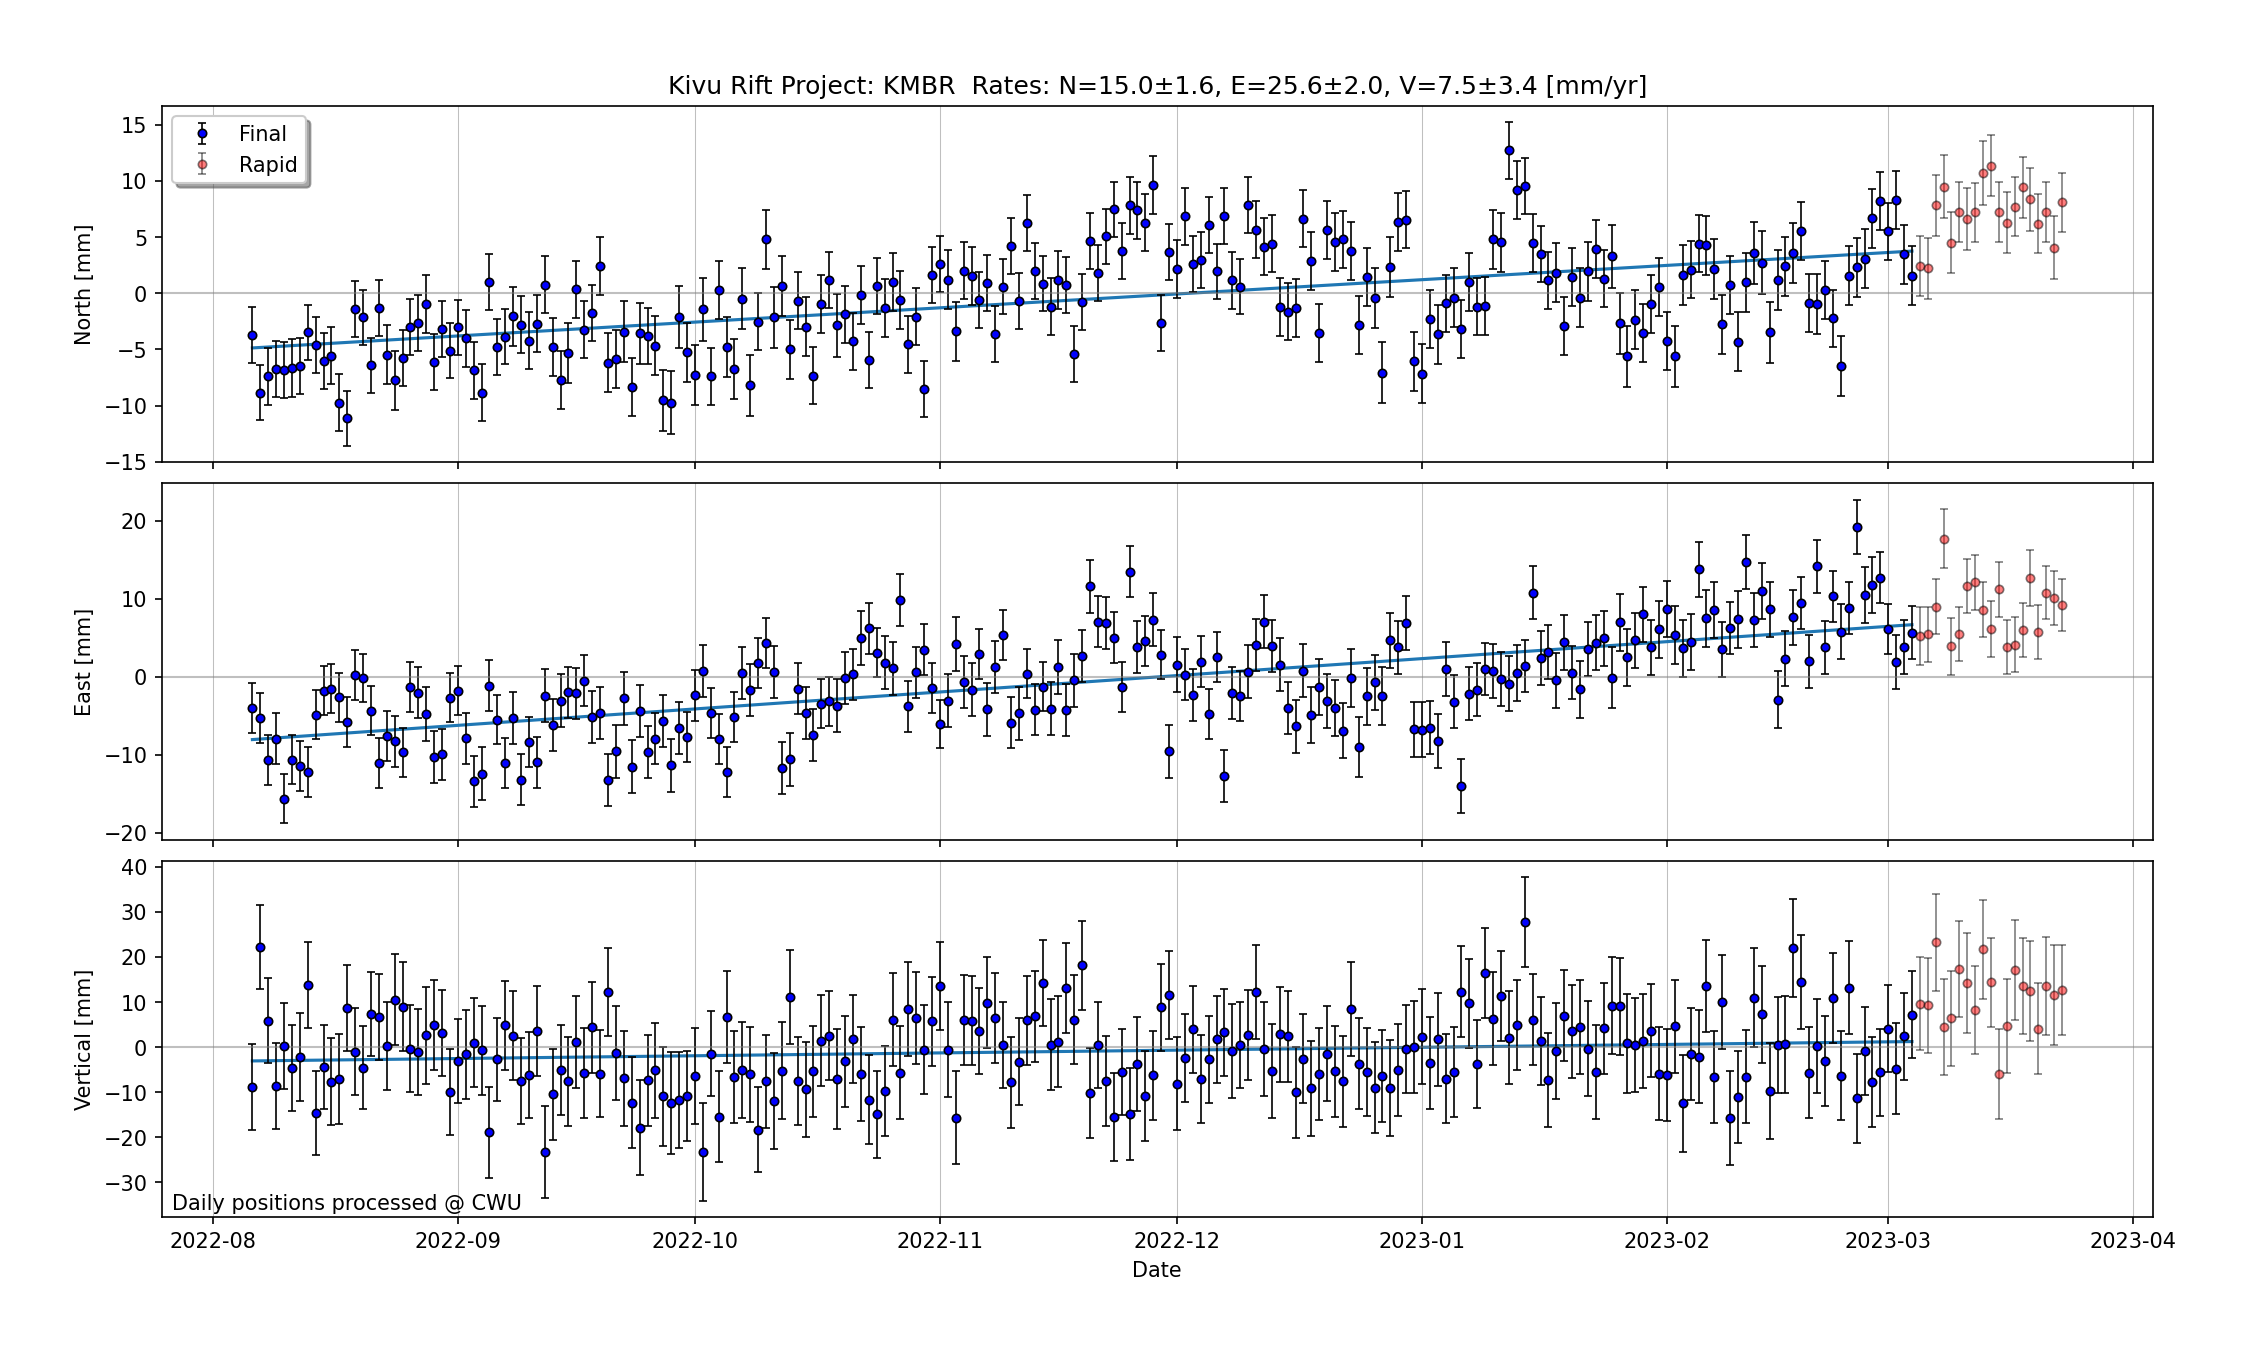 Kivu Rift Project: KMBR  Rates: N=15.0±1.6, E=25.6±2.0, V=7.5±3.4 [mm/yr]
Final
Rapid
North [mm]
15
10
5
0
−5
−10
−15
East [mm]
20
10
0
−10
−20
Vertical [mm]
40
30
20
10
0
−10
−20
−30
Daily positions processed @ CWU
2022-08 2022-09 2022-10 2022-11 2022-12 2023-01 2023-02 2023-03 2023-04
Date